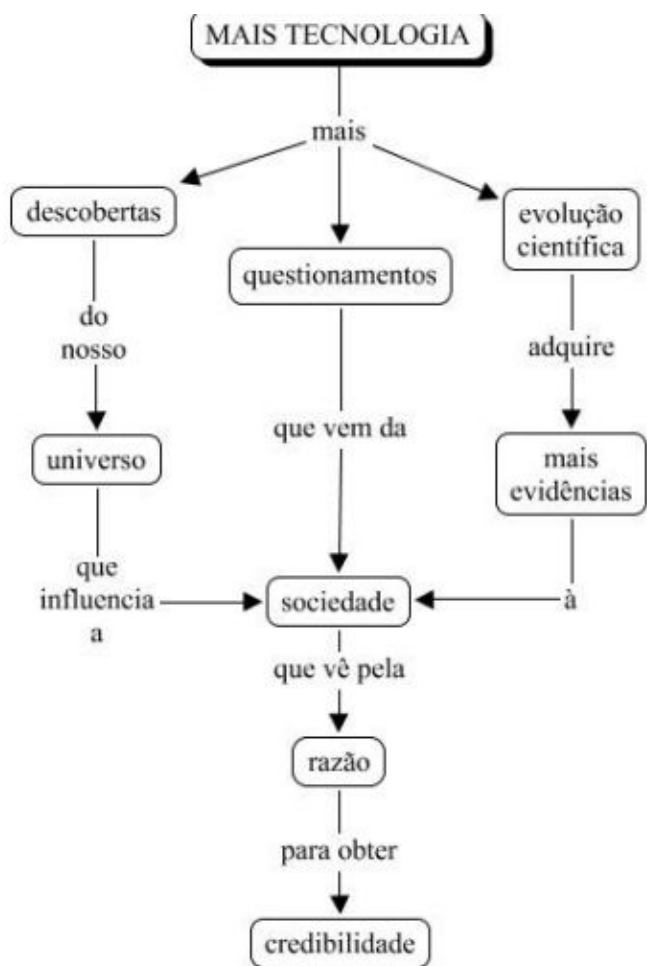 MAIS TECNOLOGIA
mais
descobertas
evolução
científica
questionamentos
do
nosso
adquire
que vem da
universo
mais
evidências
que
influencia
a
sociedade
à
que vê pela
razão
para obter
credibilidade